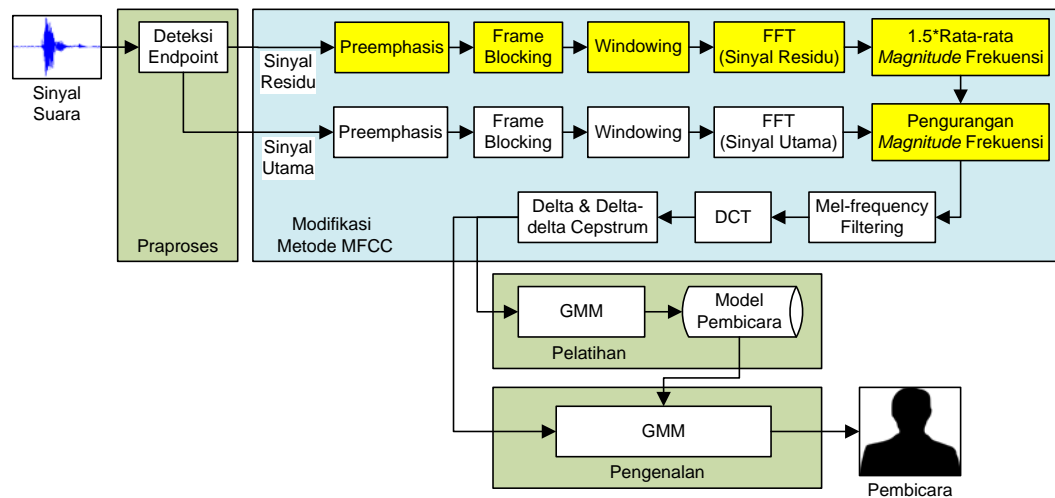 Sinyal
Suara
Deteksi
Endpoint
Praproses
Sinyal
Residu
Preemphasis
Frame
Blocking
Windowing
FFT
(Sinyal Residu)
1.5*Rata-rata
Magnitude Frekuensi
Sinyal
Utama
Preemphasis
Frame
Blocking
Windowing
FFT
(Sinyal Utama)
Pengurangan
Magnitude Frekuensi
Modifikasi
Metode MFCC
Delta & Delta-
delta Cepstrum
DCT
Mel-frequency
Filtering
GMM
Model
Pembicara
Pelatihan
GMM
Pengenalan
Pembicara